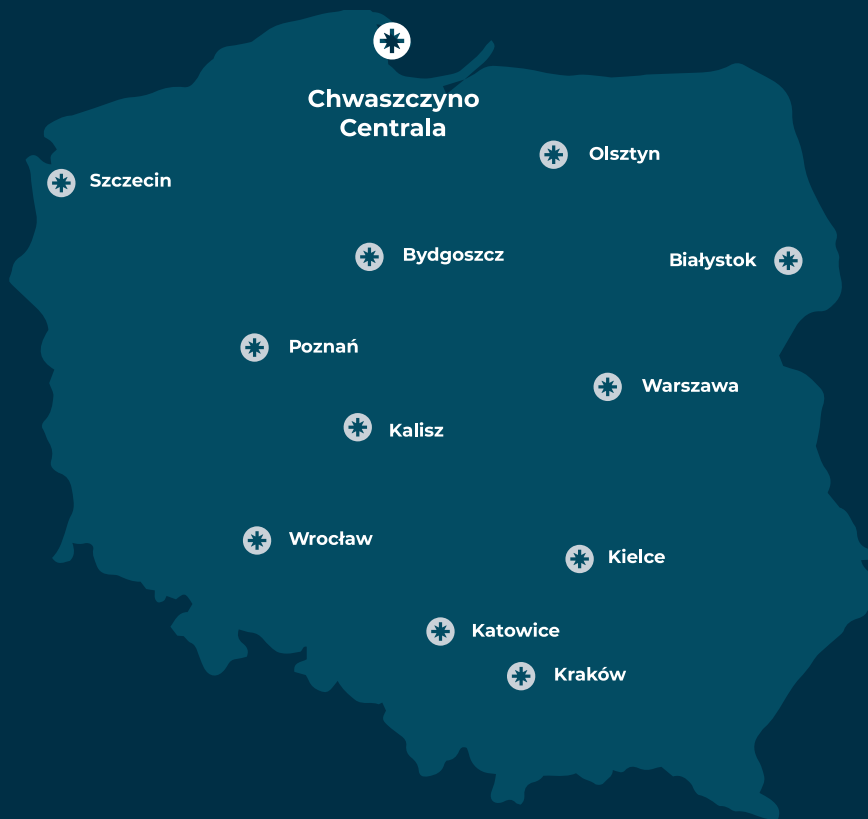 Chwaszczyno
Centrala
Olsztyn
Szczecin
Bydgoszcz
Białystok
Poznań
Warszawa
Kalisz
Wrocław
Kielce
Katowice
Kraków